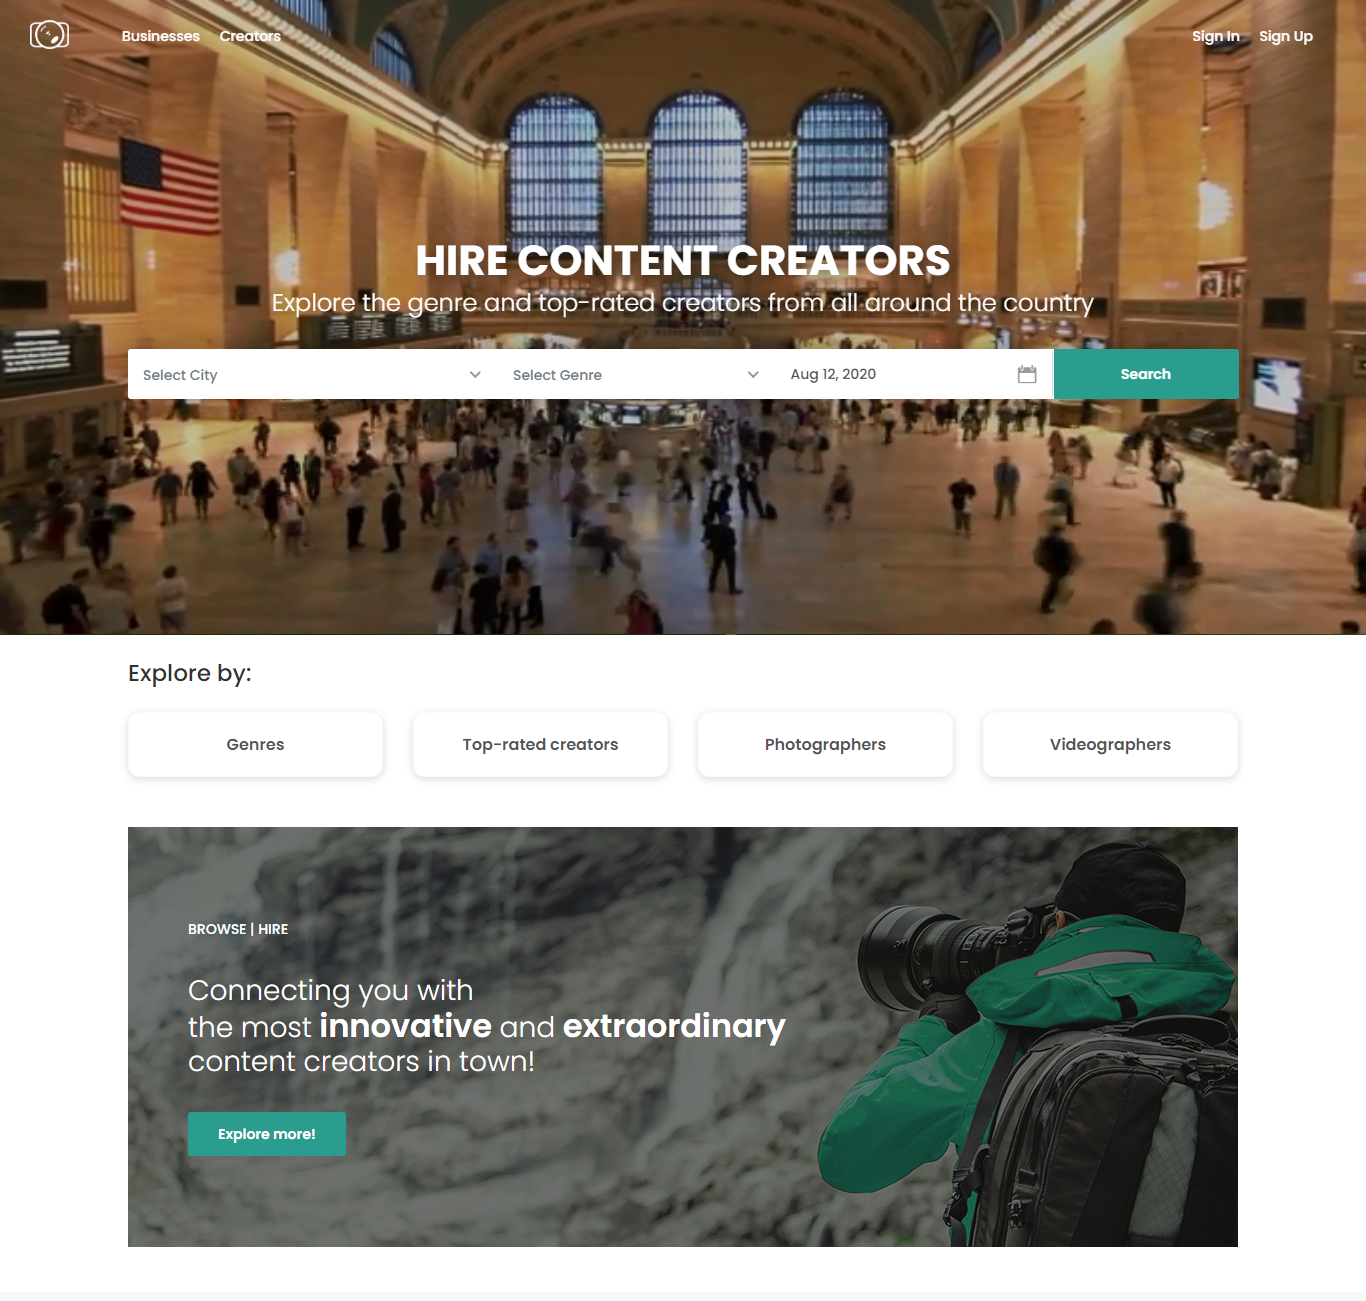 Businesses Creators Sign In Sign Up
HIRE CONTENT CREATORS
Explore the genre and top-rated creators from all around the country
Select City Select Genre Aug 12, 2020 Search
Explore by:
Genres Top-rated creators Photographers Videographers
BROWSE | HIRE
Connecting you with
the most innovative and extraordinary
content creators in town!
Explore more!